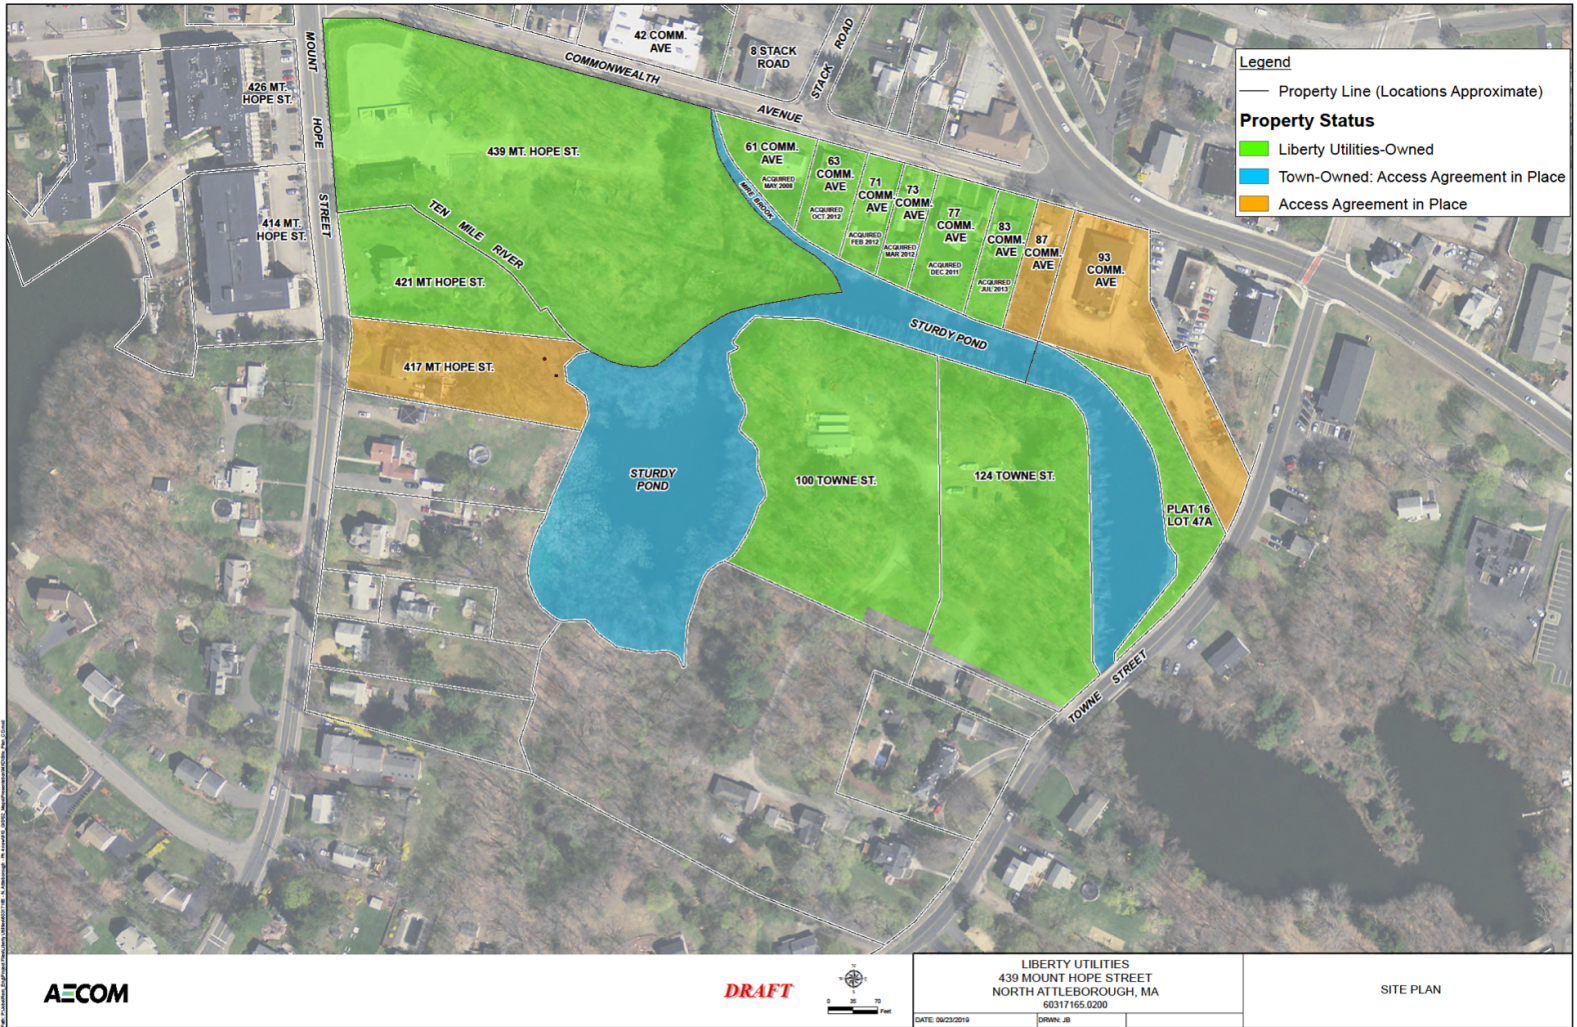 42 COMM.
AVE
8 STACK
ROAD
STACK ROAD
COMMONWEALTH
AVENUE
MOUNT
HOPE
STREET
426 MT.
HOPE ST.
414 MT.
HOPE ST.
439 MT. HOPE ST.
TEN MILE RIVER
421 MT HOPE ST.
417 MT HOPE ST.
MIRE BROOK
61 COMM.
AVE
ACQUIRED
MAY 2008
63
COMM.
AVE
ACQUIRED
OCT 2012
71
COMM.
AVE
ACQUIRED
FEB 2012
73
COMM.
AVE
ACQUIRED
MAR 2012
77
COMM.
AVE
ACQUIRED
DEC 2011
83
COMM.
AVE
ACQUIRED
JUL 2013
87
COMM.
AVE
93
COMM.
AVE
STURDY POND
STURDY
POND
100 TOWNE ST.
124 TOWNE ST.
PLAT 16
LOT 47A
TOWNE STREET
Legend
Property Line (Locations Approximate)
Property Status
Liberty Utilities-Owned
Town-Owned: Access Agreement in Place
Access Agreement in Place
AECOM
DRAFT
0 35 70
Feet
LIBERTY UTILITIES
439 MOUNT HOPE STREET
NORTH ATTLEBOROUGH, MA
60317165.0200
DATE: 09/23/2019
DRWN: JB
SITE PLAN